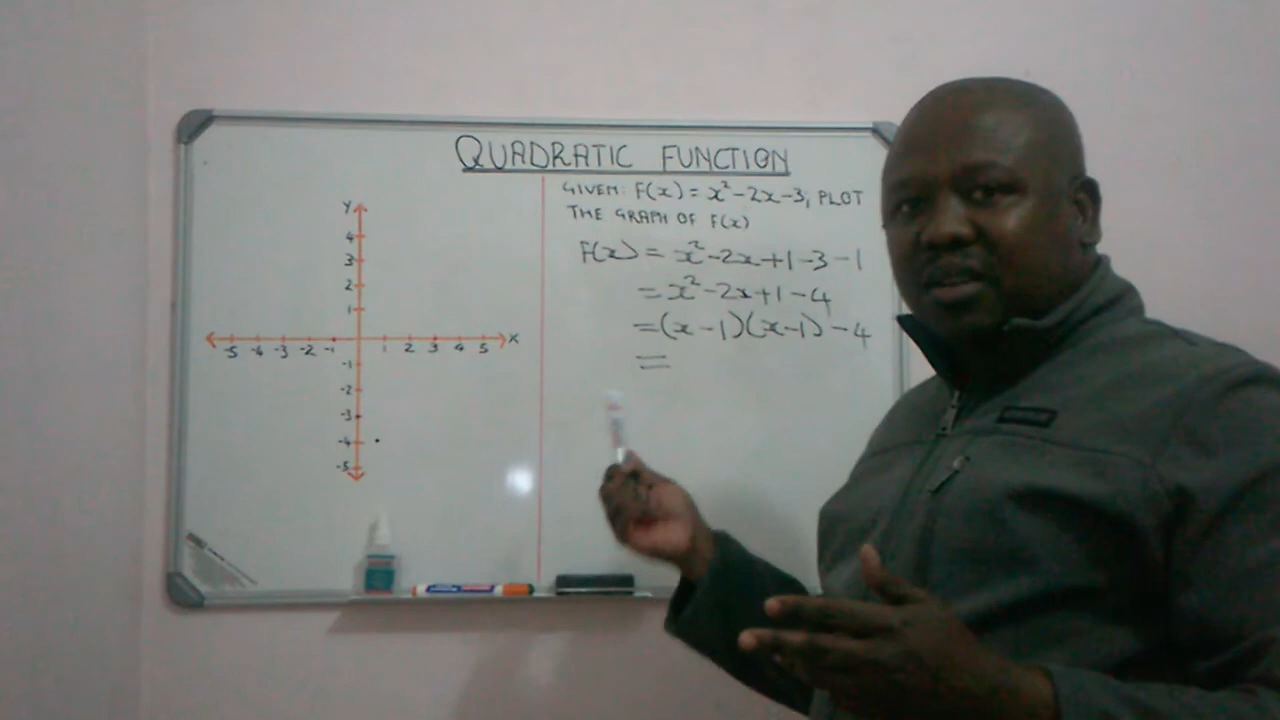 QUADRATIC FUNCTION
GIVEN: F(x) = x² - 2x - 3; PLOT
THE GRAPH OF F(x)
F(x) = x² - 2x + 1 - 3 - 1
= x² - 2x + 1 - 4
= (x - 1)(x - 1) - 4
=
Y
4
3
2
1
-5 -4 -3 -2 -1 1 2 3 4 5 X
-1
-2
-3
-4
-5